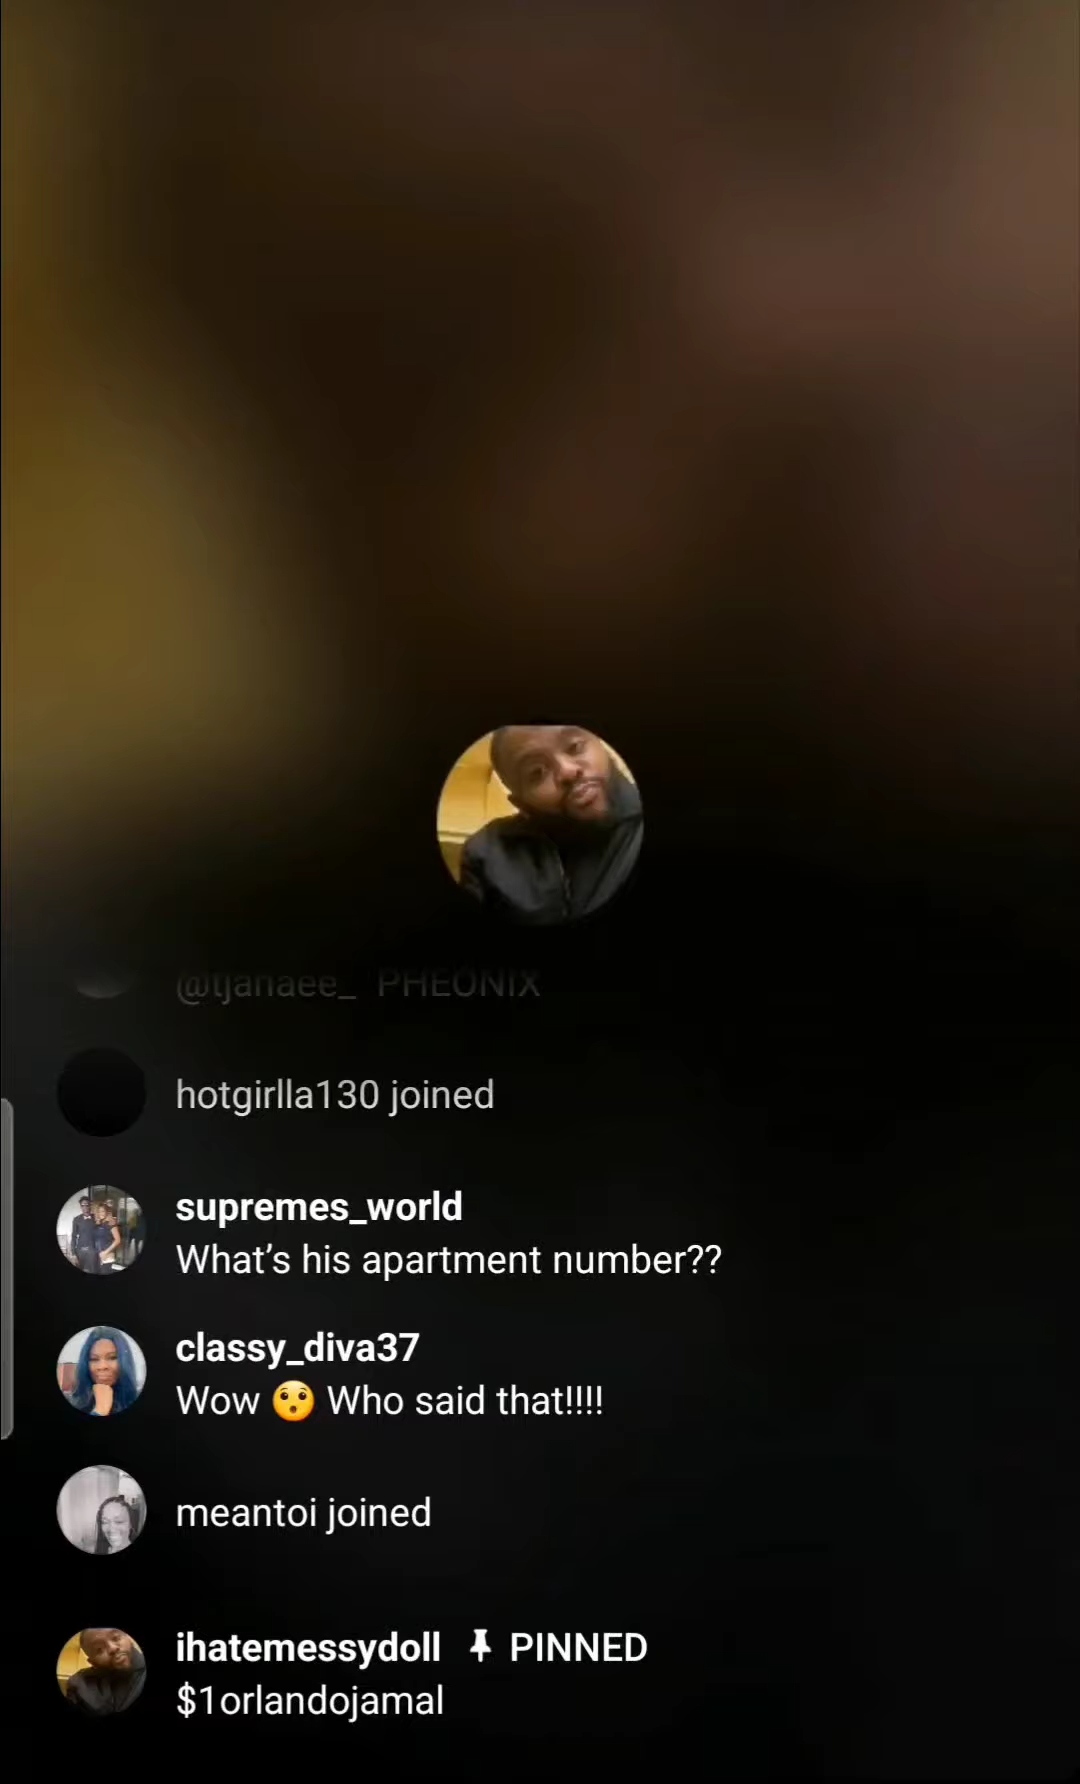 @tjanaee_ PHEONIX
hotgirlla130 joined
supremes_world
What’s his apartment number??
classy_diva37
Wow 😯 Who said that!!!!
meantoi joined
ihatemessydoll PINNED
$1orlandojamal